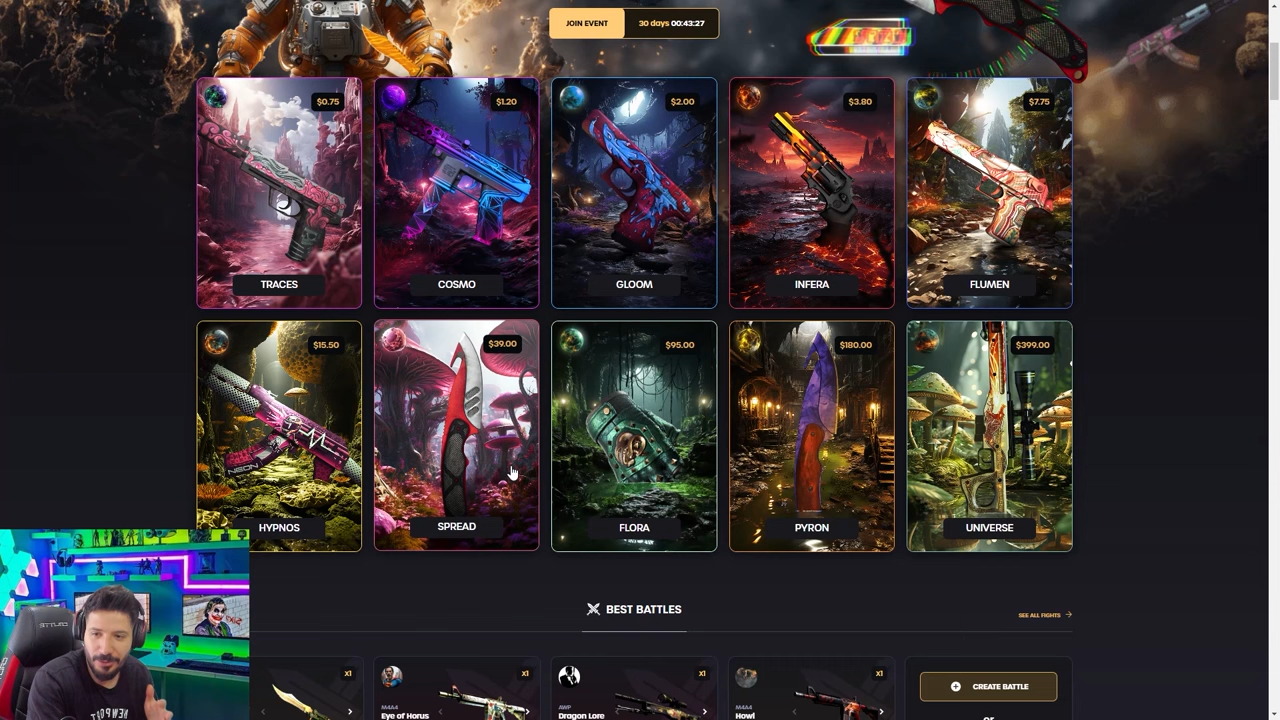 JOIN EVENT
30 days 00:43:27
$0.75
$1.20
$2.00
$3.80
$7.75
TRACES
COSMO
GLOOM
INFERA
FLUMEN
$15.50
$39.00
$95.00
$180.00
$399.00
NEON
HYPNOS
SPREAD
FLORA
PYRON
UNIVERSE
BEST BATTLES
SEE ALL FIGHTS
x1
x1
x1
x1
M4A4
Eye of Horus
AWP
Dragon Lore
M4A4
Howl
CREATE BATTLE
or
NEWPORT